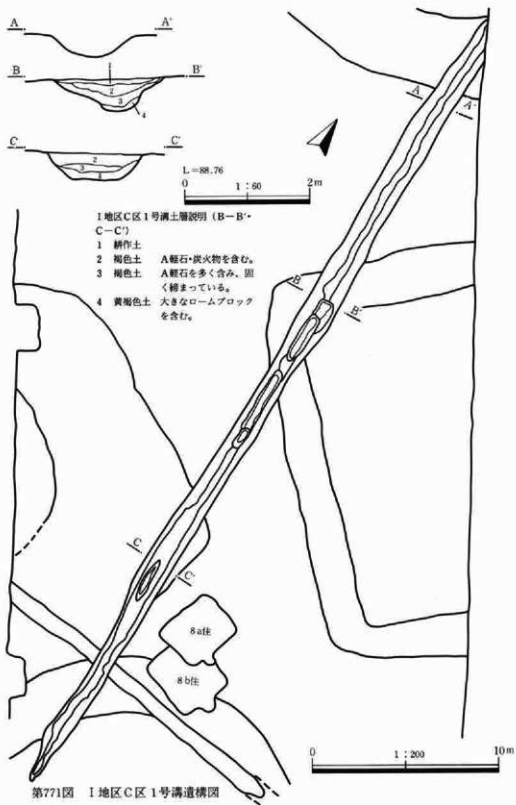 A A'
1
B B'
2
3
4
C C'
2
3
4
L=88.76
0 1:60 2m
I地区C区1号溝土層説明(B—B'・
C—C')
1 耕作土
2 褐色土 A軽石・炭火物を含む。
3 褐色土 A軽石を多く含み、固
く締まっている。
4 黄褐色土 大きなロームブロック
を含む。
A
A'
B
B'
C
C'
8a住
8b住
0 1:200 10m
第771図 I地区C区1号溝遺構図